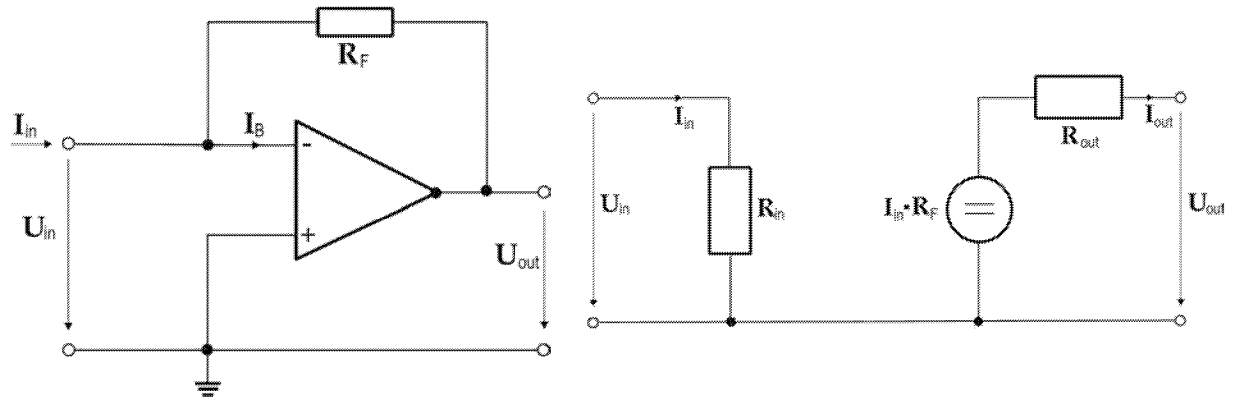 R_F
I_in
I_B
-
+
U_in
U_out
I_in
R_out
I_out
U_in
R_in
I_in·R_F
U_out